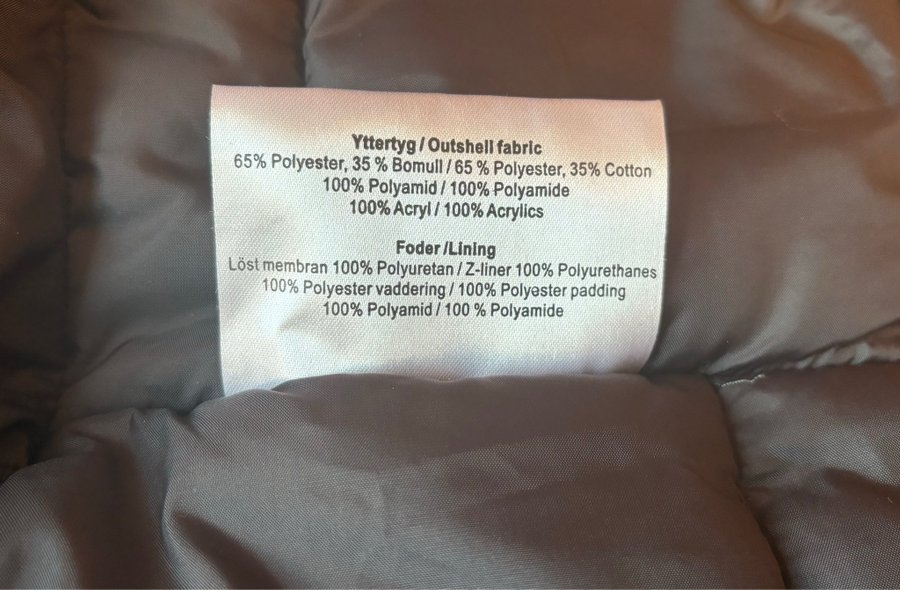 Yttertyg / Outshell fabric
65% Polyester, 35 % Bomull / 65 % Polyester, 35% Cotton
100% Polyamid / 100% Polyamide
100% Acryl / 100% Acrylics
Foder /Lining
Löst membran 100% Polyuretan / Z-liner 100% Polyurethanes
100% Polyester vaddering / 100% Polyester padding
100% Polyamid / 100 % Polyamide